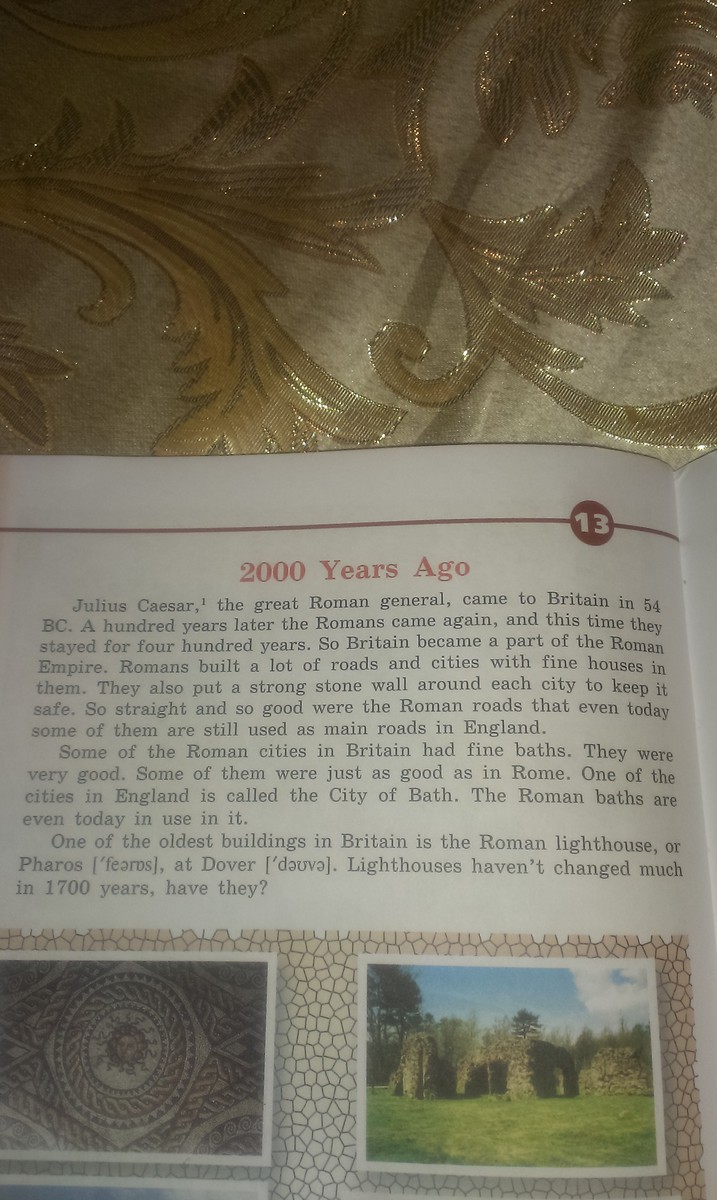 13
2000 Years Ago
Julius Caesar,¹ the great Roman general, came to Britain in 54
BC. A hundred years later the Romans came again, and this time they
stayed for four hundred years. So Britain became a part of the Roman
Empire. Romans built a lot of roads and cities with fine houses in
them. They also put a strong stone wall around each city to keep it
safe. So straight and so good were the Roman roads that even today
some of them are still used as main roads in England.
Some of the Roman cities in Britain had fine baths. They were
very good. Some of them were just as good as in Rome. One of the
cities in England is called the City of Bath. The Roman baths are
even today in use in it.
One of the oldest buildings in Britain is the Roman lighthouse, or
Pharos [ˈfeərɒs], at Dover [ˈdəʊvə]. Lighthouses haven't changed much
in 1700 years, have they?